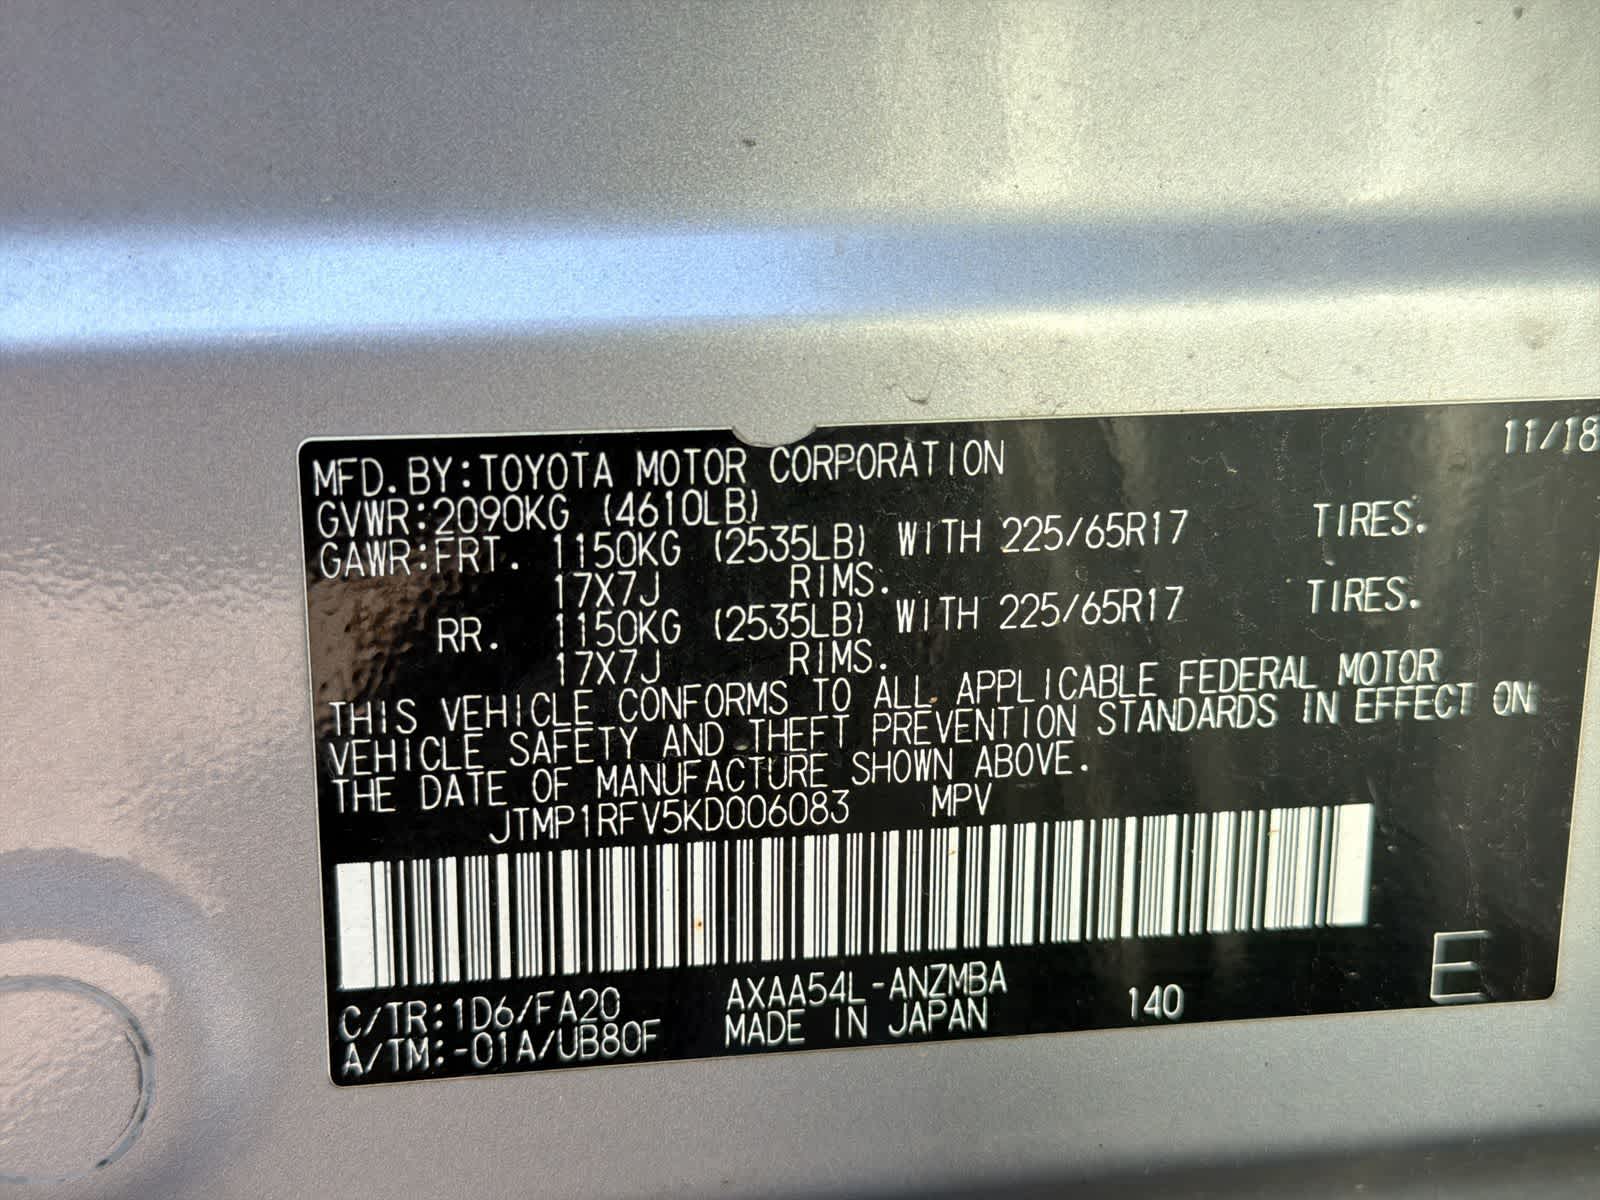 11/18
MFD. BY: TOYOTA MOTOR CORPORATION
GVWR: 2090KG (4610LB)
GAWR: FRT. 1150KG (2535LB) WITH 225/65R17 TIRES.
17X7J RIMS.
RR. 1150KG (2535LB) WITH 225/65R17 TIRES.
17X7J RIMS.
THIS VEHICLE CONFORMS TO ALL APPLICABLE FEDERAL MOTOR
VEHICLE SAFETY AND THEFT PREVENTION STANDARDS IN EFFECT ON
THE DATE OF MANUFACTURE SHOWN ABOVE.
JTMP1RFV5KD006083 MPV
E
C/TR: 1D6/FA20 AXAA54L-ANZMBA 140
A/TM: -01A/UB80F MADE IN JAPAN